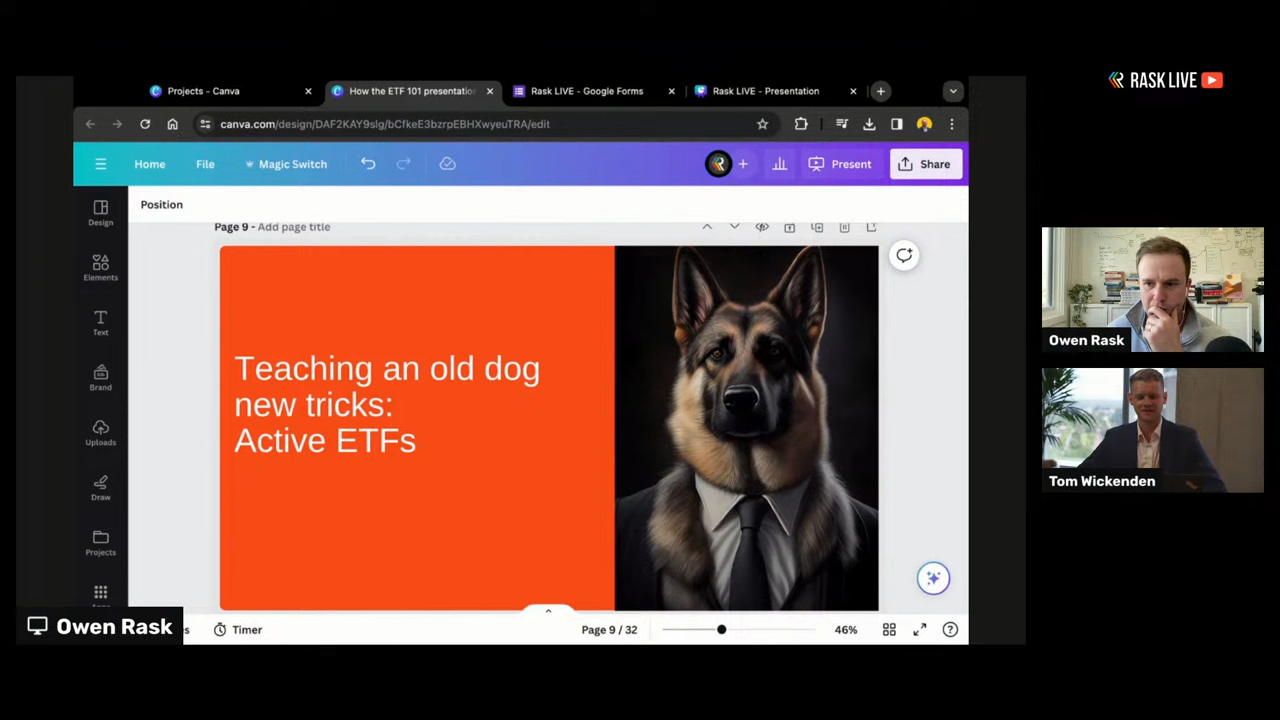 RASK LIVE
Projects - Canva
How the ETF 101 presentatio
Rask LIVE - Google Forms
Rask LIVE - Presentation
canva.com/design/DAF2KAY9slg/bCfkeE3bzrpEBHXwyeuTRA/edit
Home
File
Magic Switch
Present
Share
Position
Page 9 - Add page title
Design
Elements
Text
Brand
Uploads
Draw
Projects
Teaching an old dog
new tricks:
Active ETFs
Owen Rask
Tom Wickenden
Owen Rask
Timer
Page 9 / 32
46%